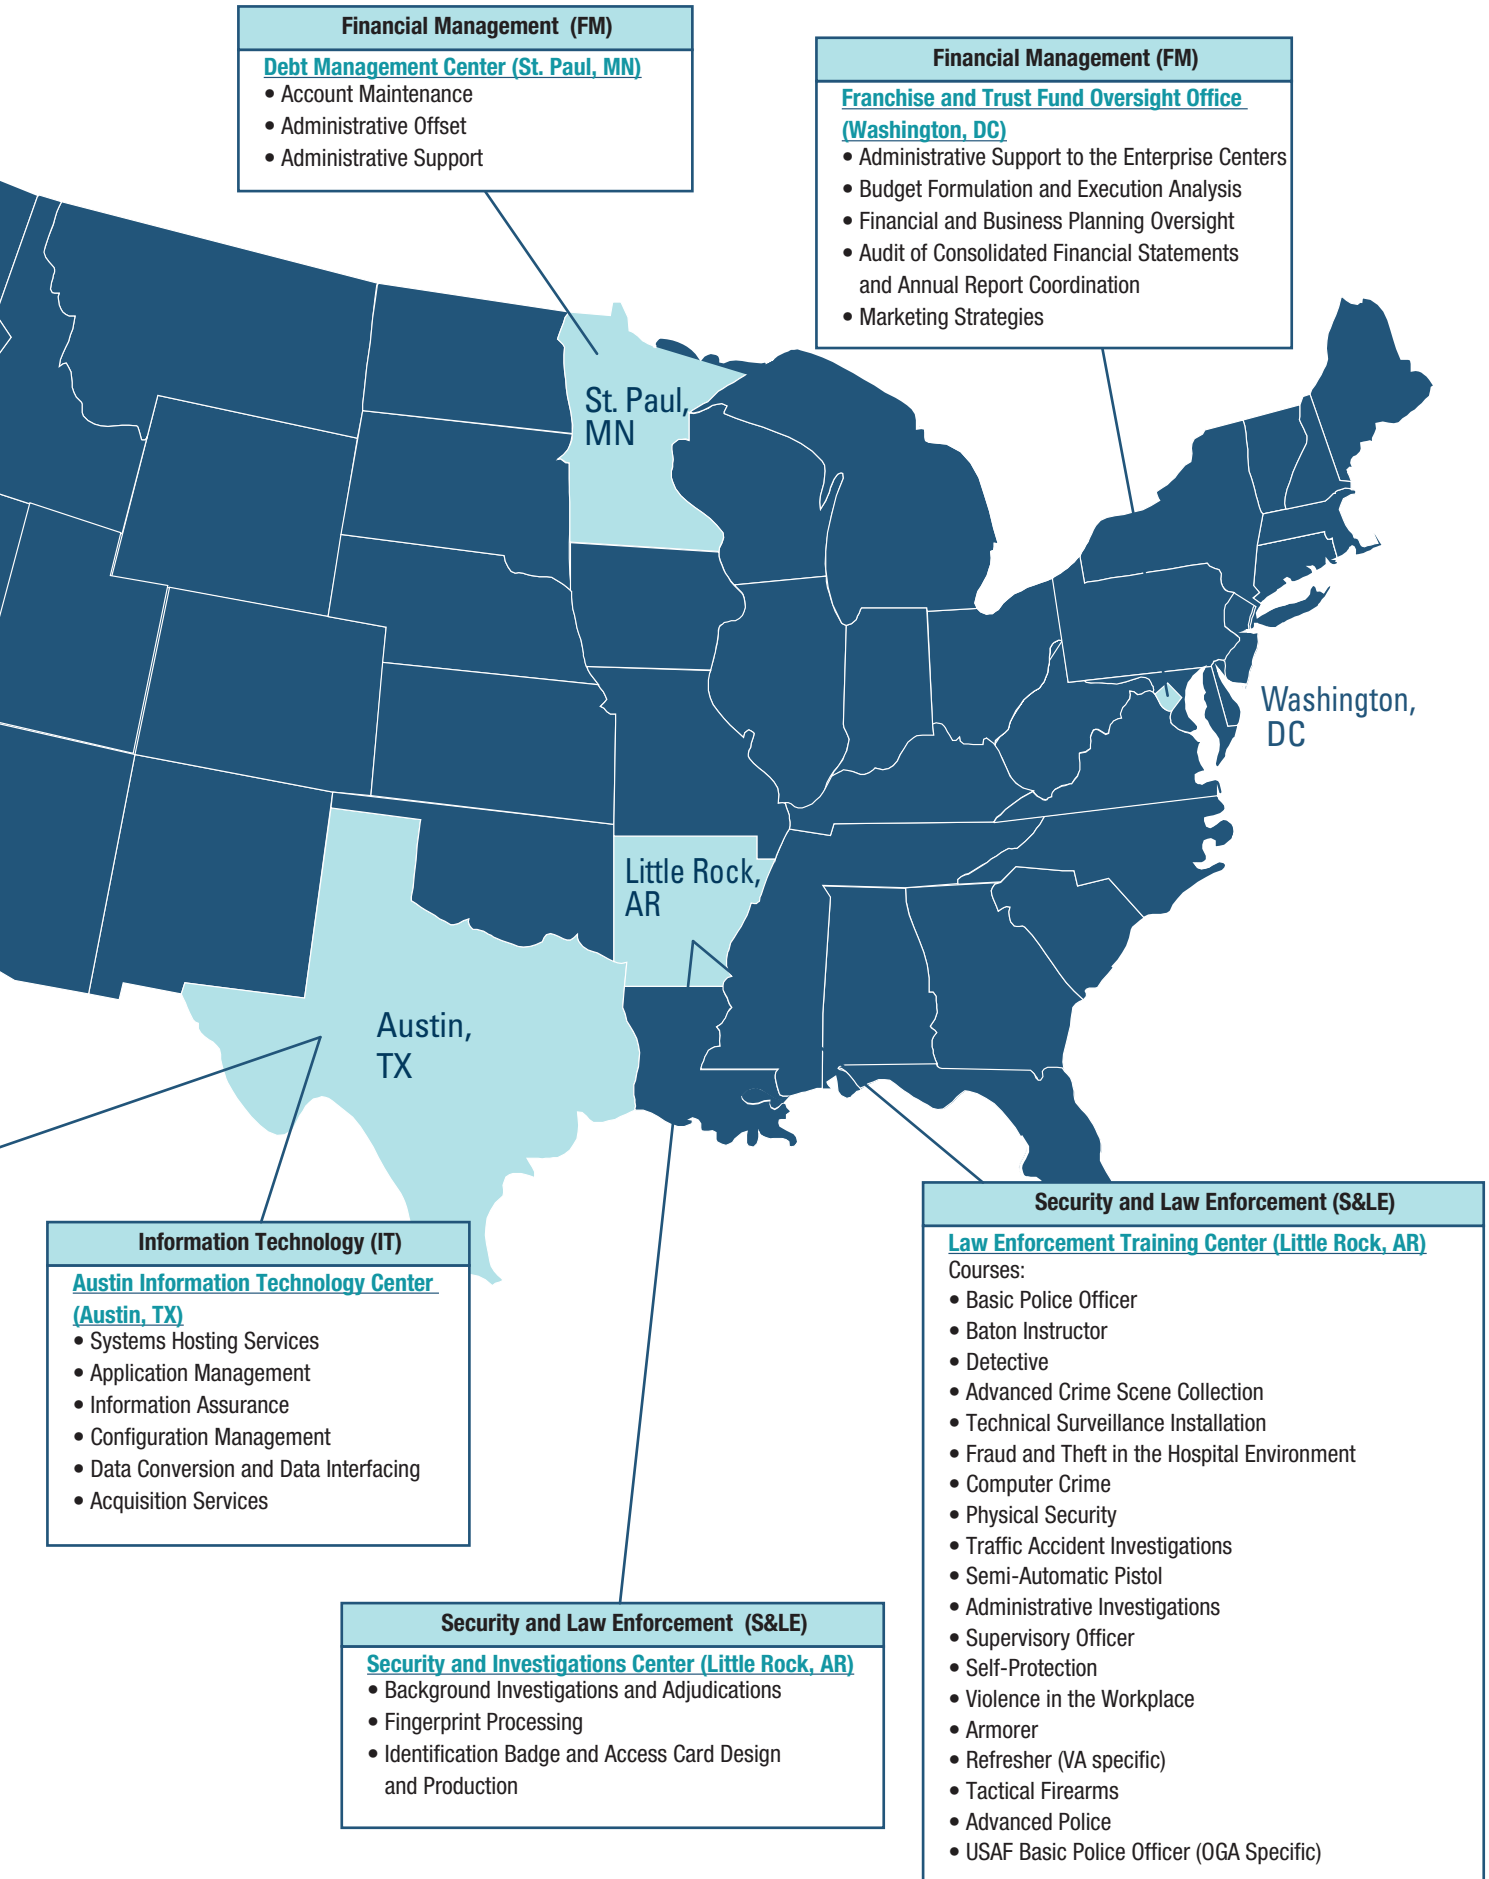 Financial Management  (FM)
Debt Management Center (St. Paul, MN)
• Account Maintenance
• Administrative Offset
• Administrative Support
Financial Management (FM)
Franchise and Trust Fund Oversight Office
(Washington, DC)
• Administrative Support to the Enterprise Centers
• Budget Formulation and Execution Analysis
• Financial and Business Planning Oversight
• Audit of Consolidated Financial Statements
and Annual Report Coordination
• Marketing Strategies
St. Paul,
MN
Washington,
DC
Little Rock,
AR
Austin,
TX
Information Technology (IT)
Austin Information Technology Center
(Austin, TX)
• Systems Hosting Services
• Application Management
• Information Assurance
• Configuration Management
• Data Conversion and Data Interfacing
• Acquisition Services
Security and Law Enforcement  (S&LE)
Security and Investigations Center (Little Rock, AR)
• Background Investigations and Adjudications
• Fingerprint Processing
• Identification Badge and Access Card Design
and Production
Security and Law Enforcement (S&LE)
Law Enforcement Training Center (Little Rock, AR)
Courses:
• Basic Police Officer
• Baton Instructor
• Detective
• Advanced Crime Scene Collection
• Technical Surveillance Installation
• Fraud and Theft in the Hospital Environment
• Computer Crime
• Physical Security
• Traffic Accident Investigations
• Semi-Automatic Pistol
• Administrative Investigations
• Supervisory Officer
• Self-Protection
• Violence in the Workplace
• Armorer
• Refresher (VA specific)
• Tactical Firearms
• Advanced Police
• USAF Basic Police Officer (OGA Specific)